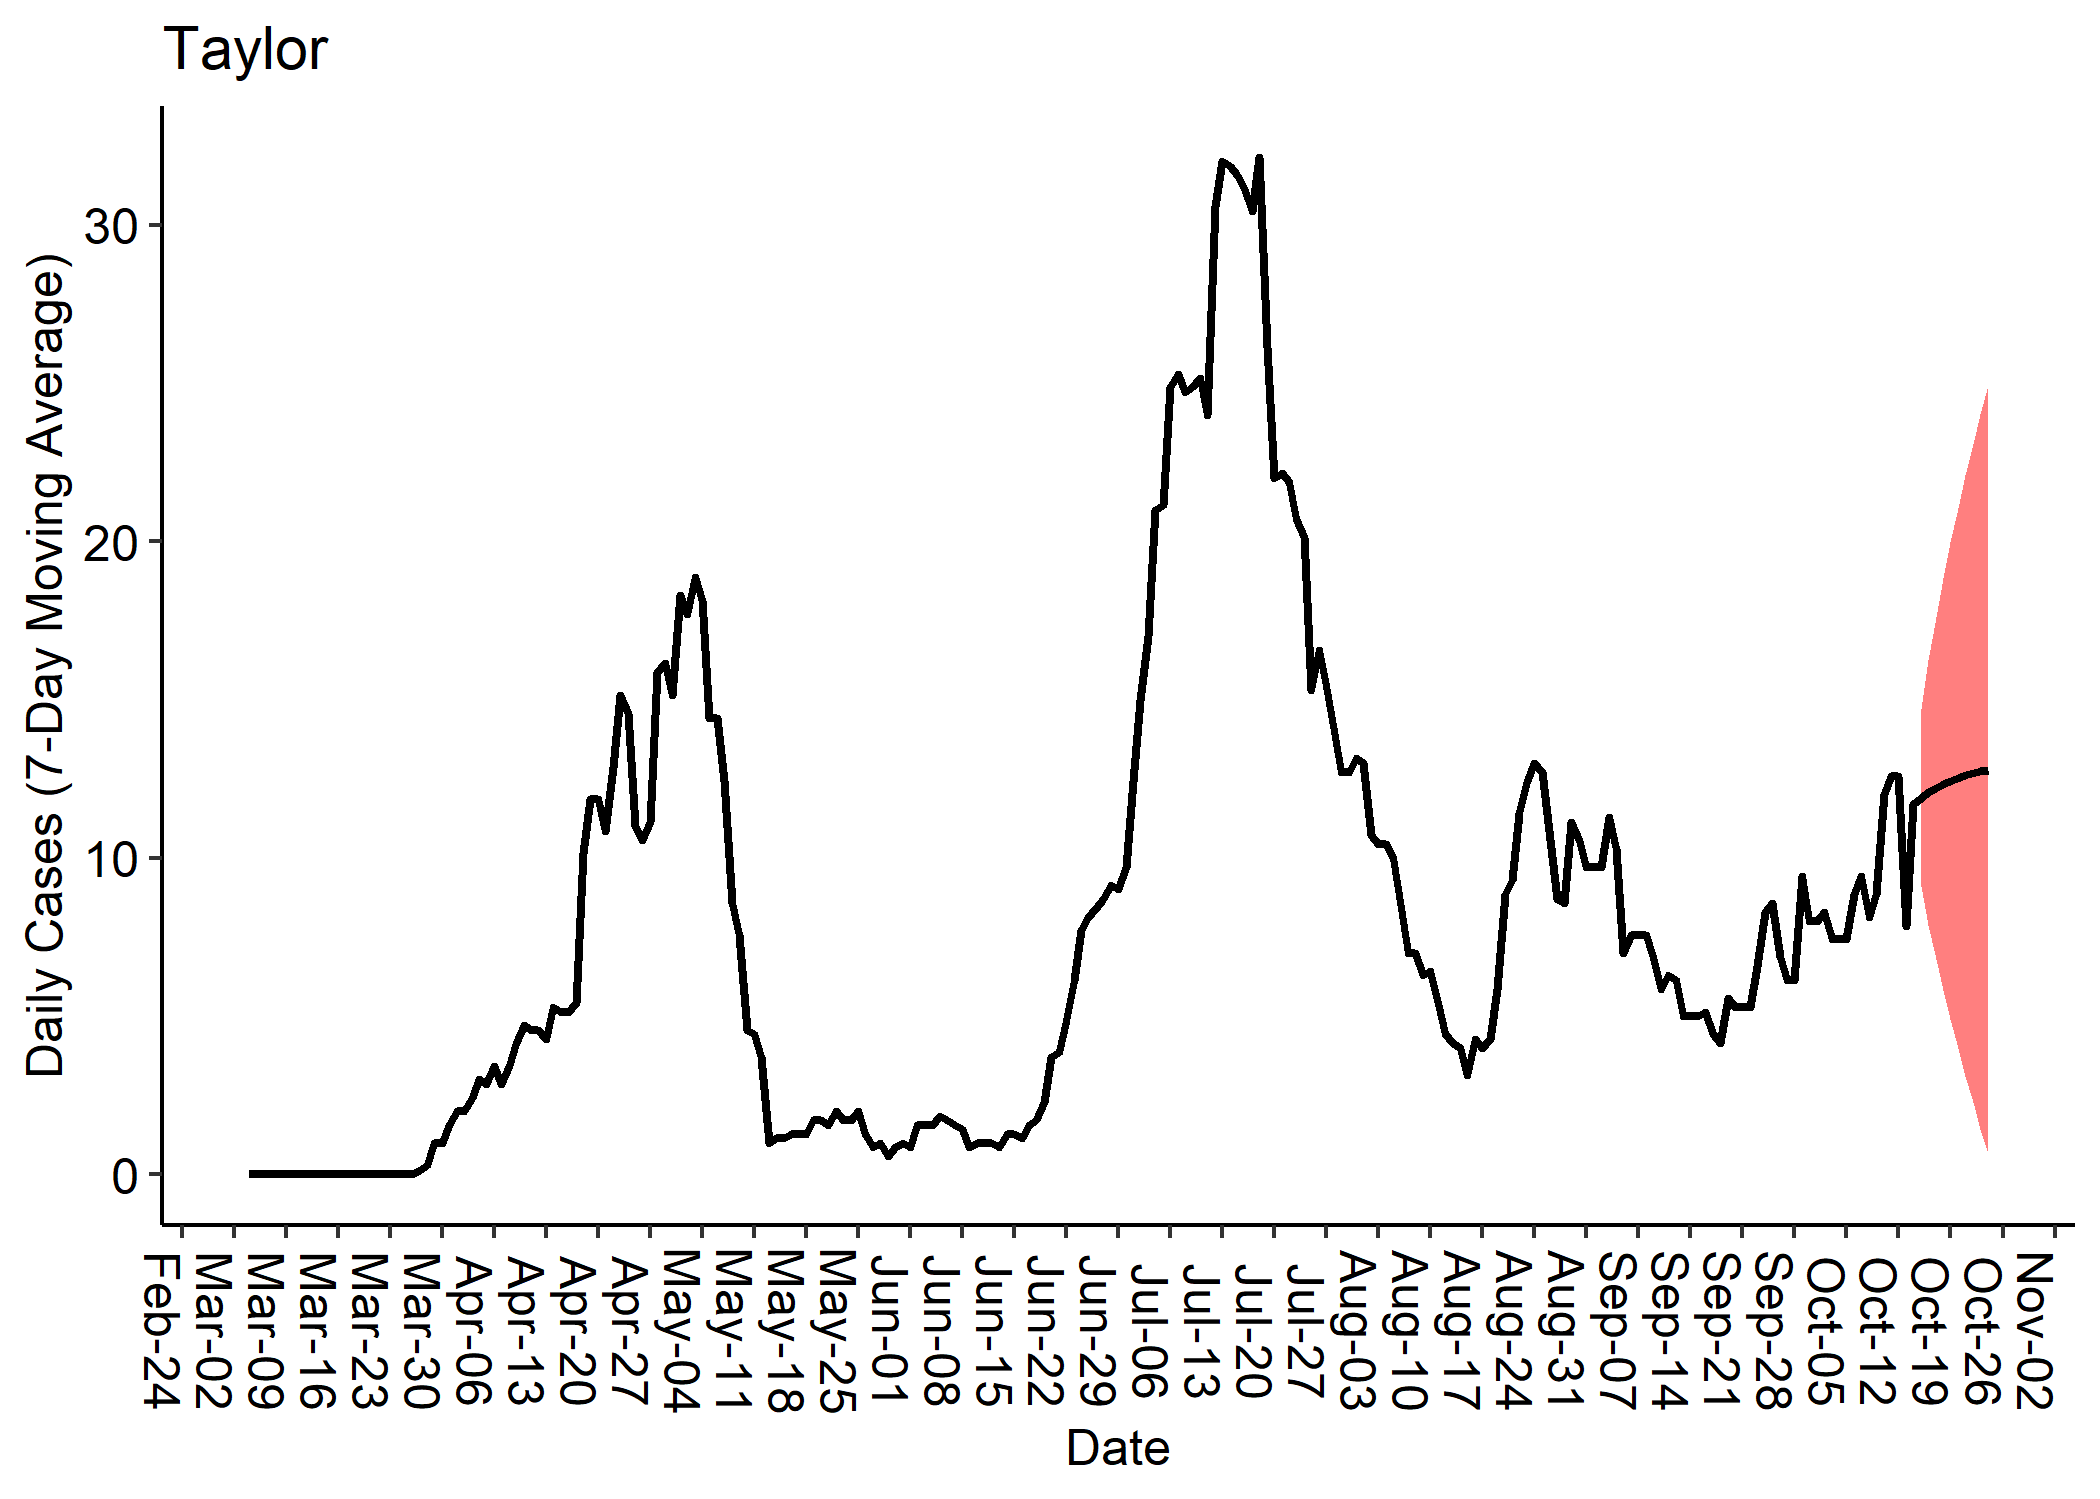 Taylor
Daily Cases (7-Day Moving Average)
30
20
10
0
Feb-24
Mar-02
Mar-09
Mar-16
Mar-23
Mar-30
Apr-06
Apr-13
Apr-20
Apr-27
May-04
May-11
May-18
May-25
Jun-01
Jun-08
Jun-15
Jun-22
Jun-29
Jul-06
Jul-13
Jul-20
Jul-27
Aug-03
Aug-10
Aug-17
Aug-24
Aug-31
Sep-07
Sep-14
Sep-21
Sep-28
Oct-05
Oct-12
Oct-19
Oct-26
Nov-02
Date